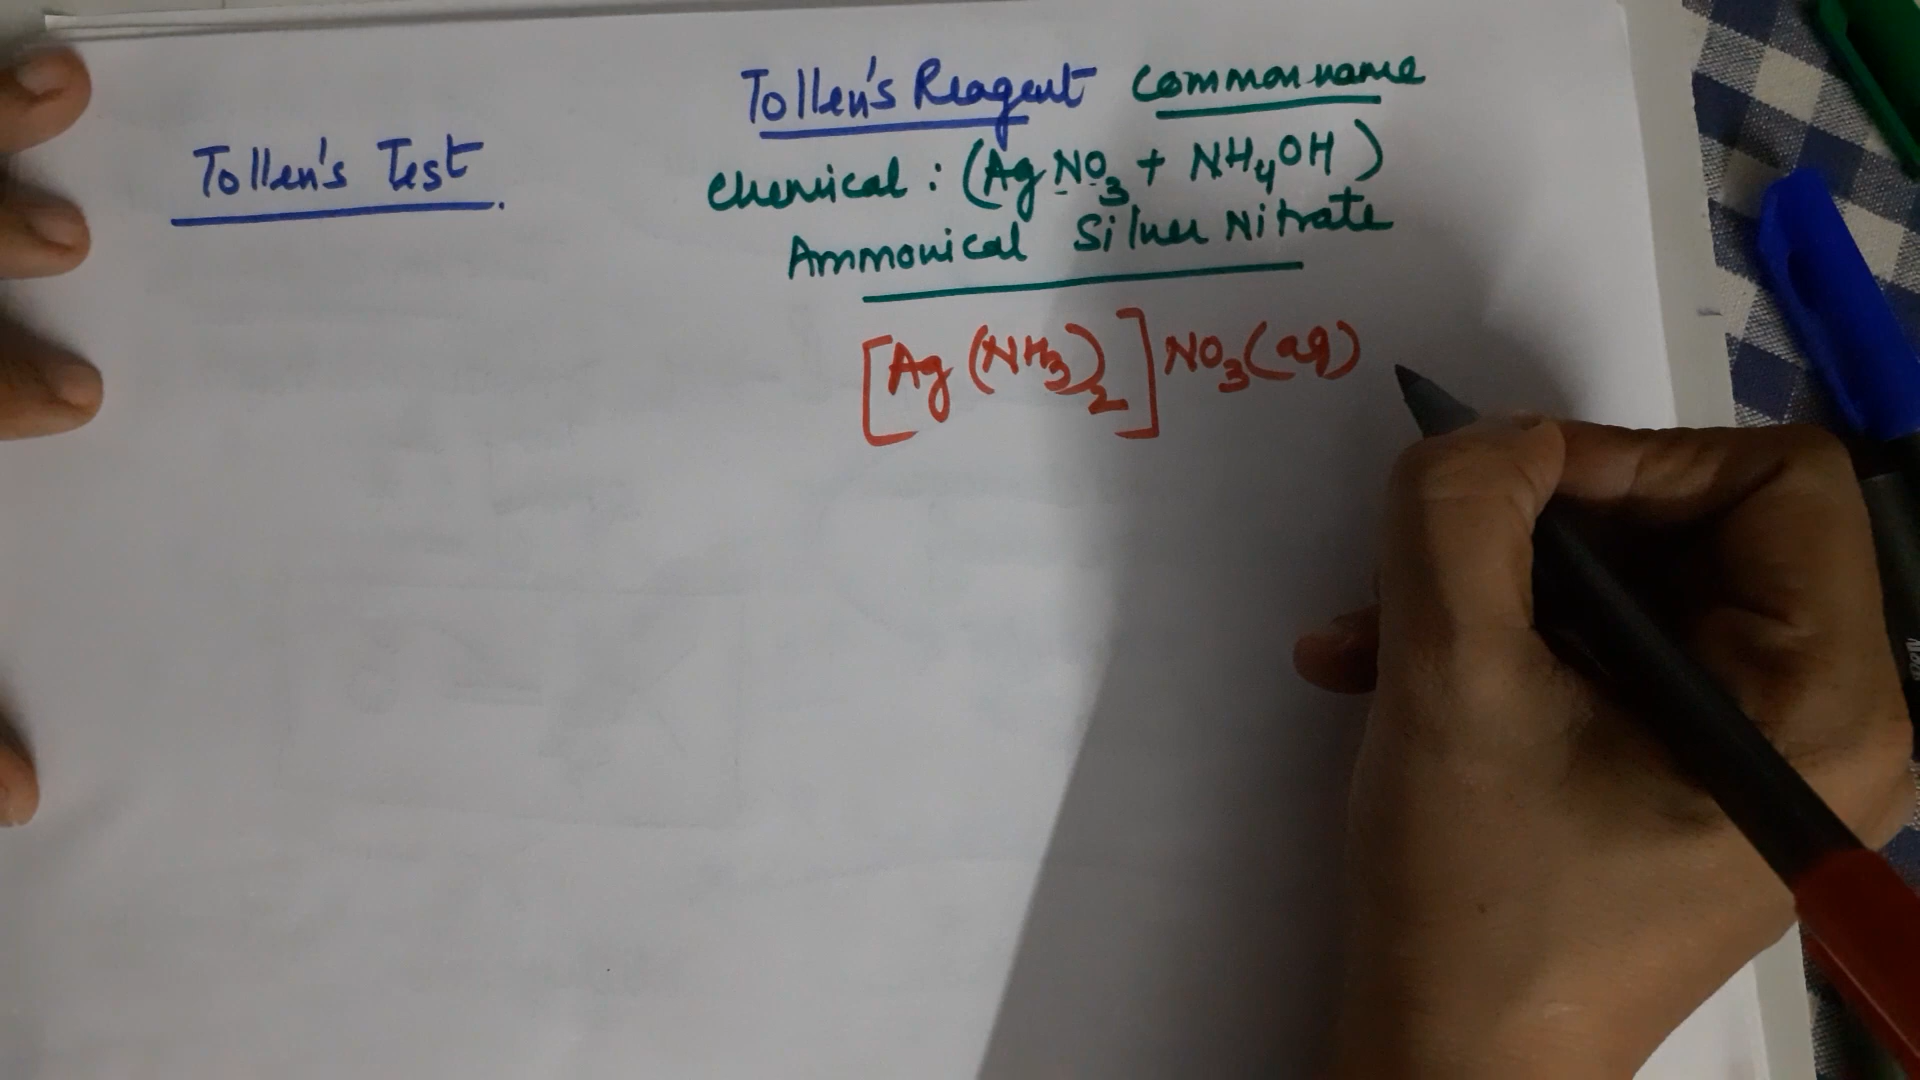 Tollen's Reagent Common name
Tollen's Test
Chemical : (AgNO3 + NH4OH)
Ammonical Silver Nitrate
[Ag(NH3)2]NO3(aq)